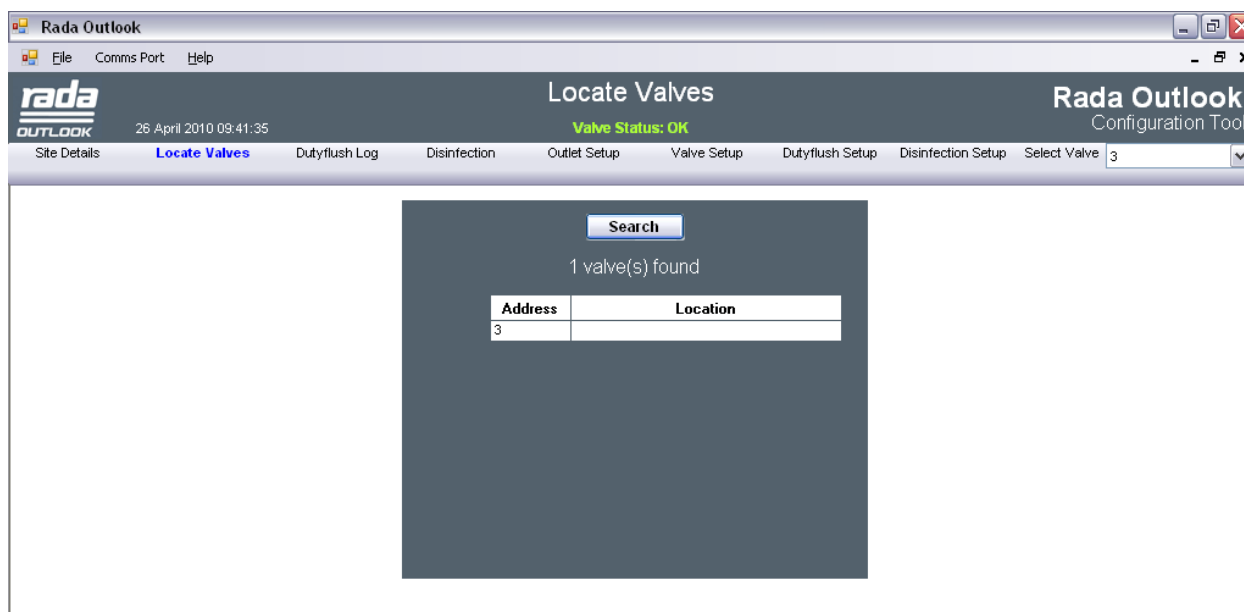 Rada Outlook
File Comms Port Help
rada Locate Valves Rada Outlook
OUTLOOK 26 April 2010 09:41:35 Valve Status: OK Configuration Tool
Site Details Locate Valves Dutyflush Log Disinfection Outlet Setup Valve Setup Dutyflush Setup Disinfection Setup Select Valve 3
Search
1 valve(s) found
Address Location
3